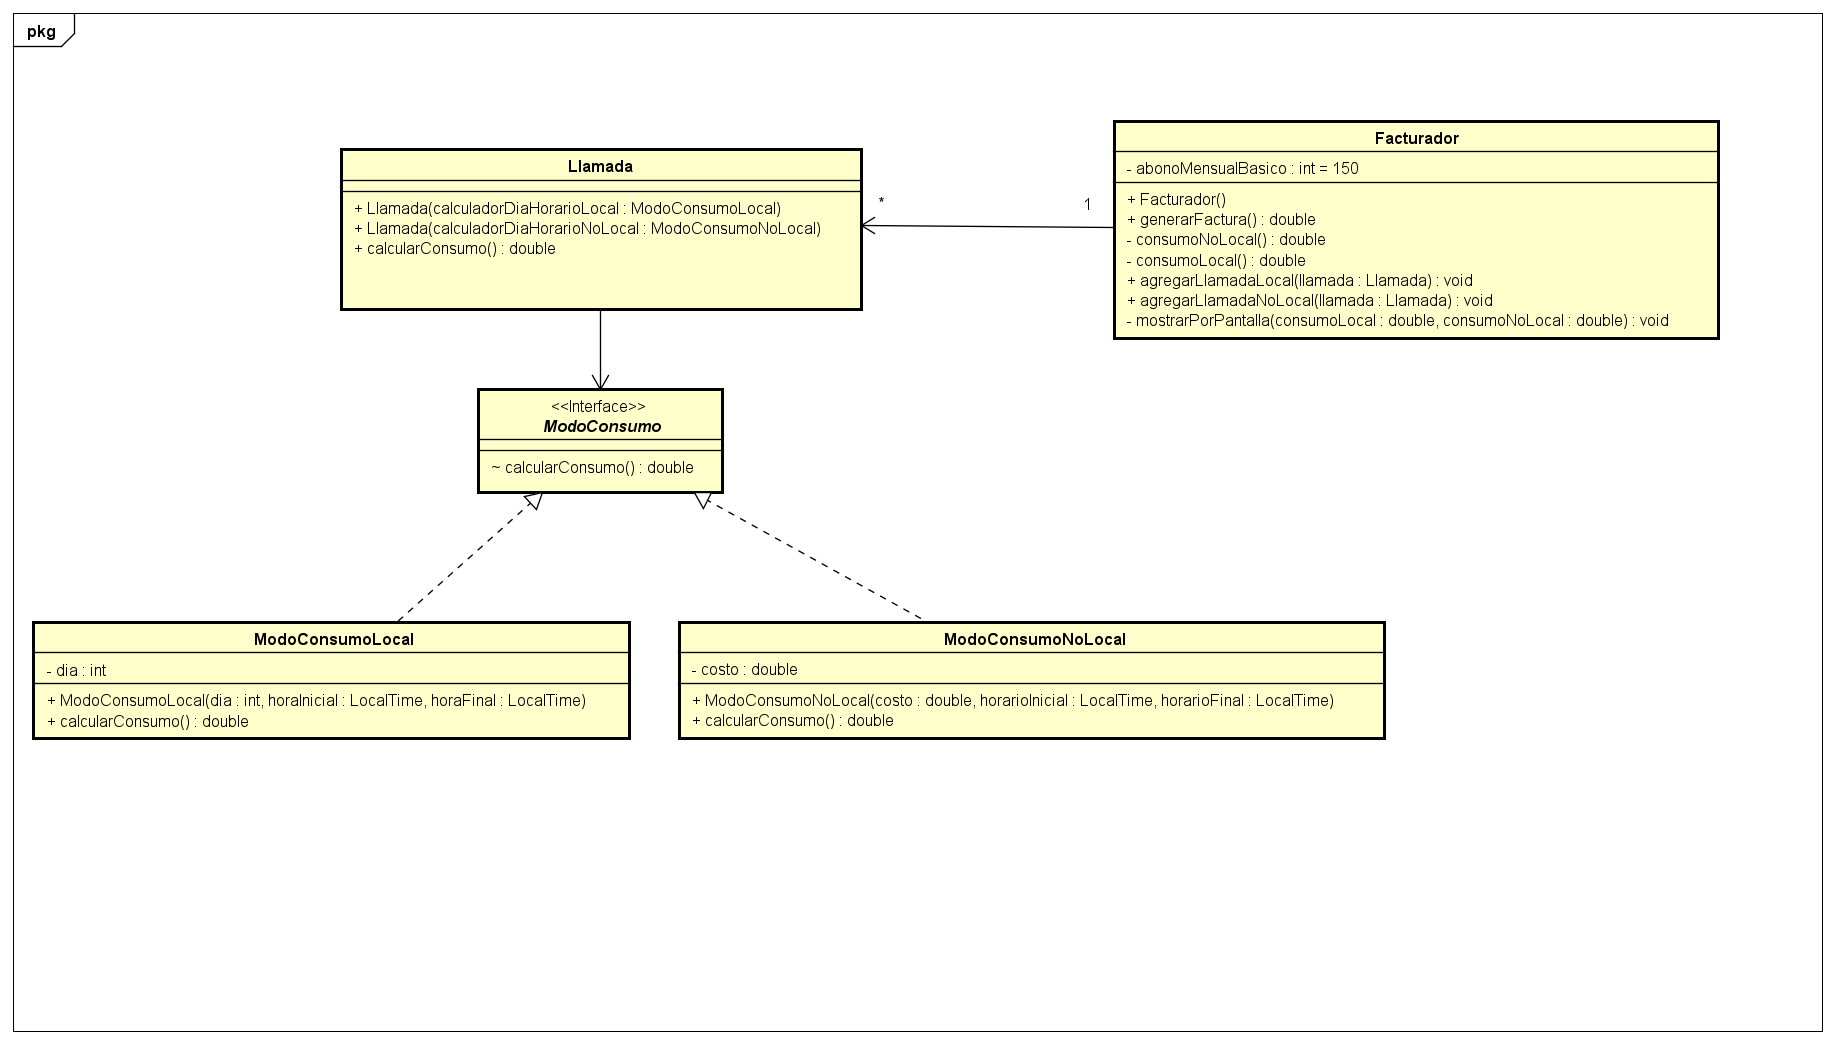 pkg
Llamada
+ Llamada(calculadorDiaHorarioLocal : ModoConsumoLocal)
+ Llamada(calculadorDiaHorarioNoLocal : ModoConsumoNoLocal)
+ calcularConsumo() : double
*
1
Facturador
- abonoMensualBasico : int = 150
+ Facturador()
+ generarFactura() : double
- consumoNoLocal() : double
- consumoLocal() : double
+ agregarLlamadaLocal(llamada : Llamada) : void
+ agregarLlamadaNoLocal(llamada : Llamada) : void
- mostrarPorPantalla(consumoLocal : double, consumoNoLocal : double) : void
<<Interface>>
ModoConsumo
~ calcularConsumo() : double
ModoConsumoLocal
- dia : int
+ ModoConsumoLocal(dia : int, horaInicial : LocalTime, horaFinal : LocalTime)
+ calcularConsumo() : double
ModoConsumoNoLocal
- costo : double
+ ModoConsumoNoLocal(costo : double, horarioInicial : LocalTime, horarioFinal : LocalTime)
+ calcularConsumo() : double